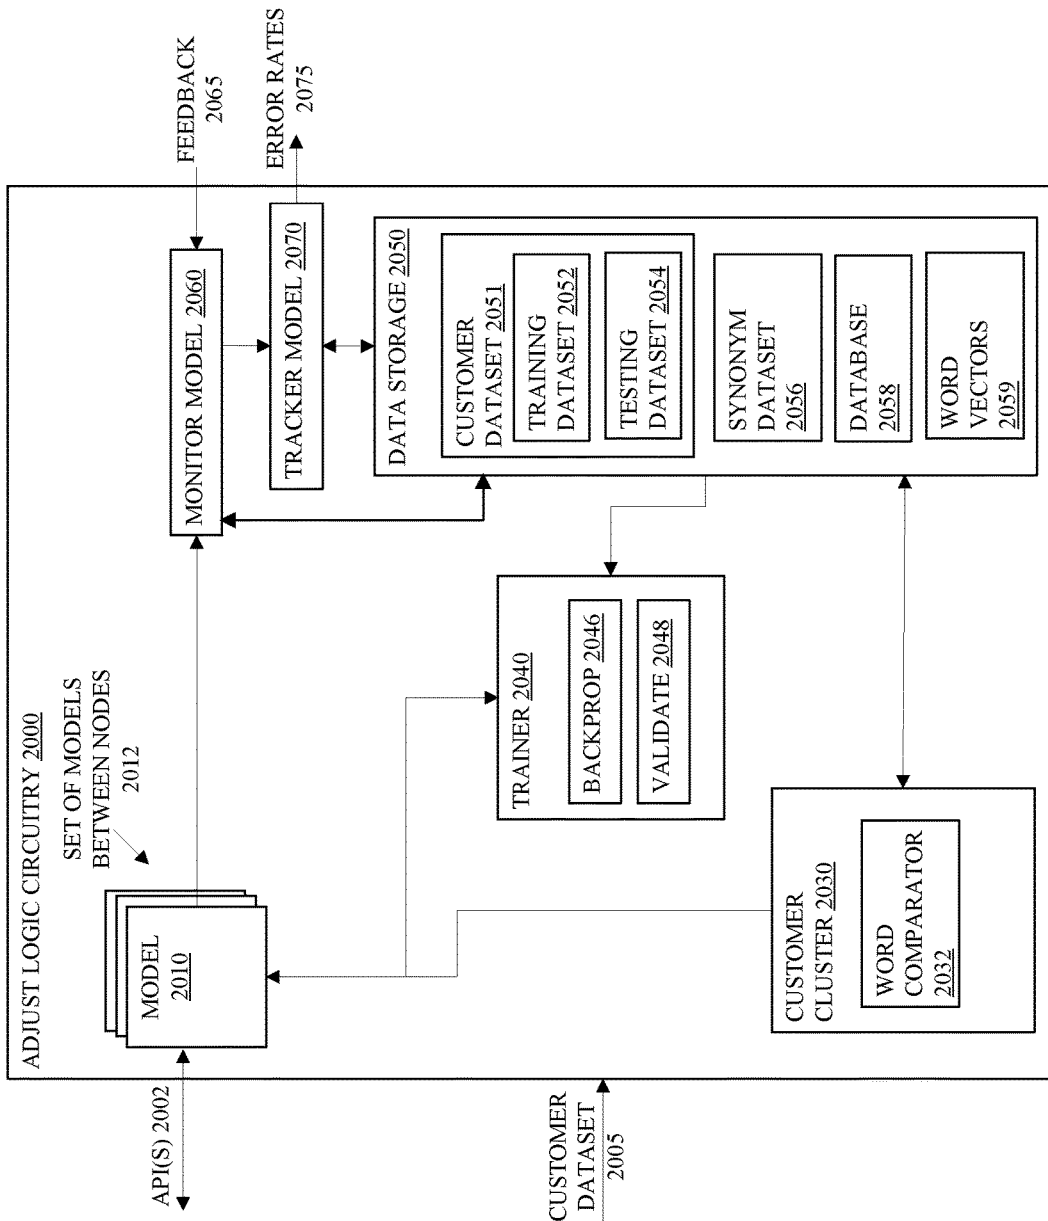 ADJUST LOGIC CIRCUITRY 2000
API(S) 2002
MODEL
2010
SET OF MODELS
BETWEEN NODES
2012
MONITOR MODEL 2060
FEEDBACK
2065
TRACKER MODEL 2070
ERROR RATES
2075
CUSTOMER
DATASET
2005
TRAINER 2040
BACKPROP 2046
VALIDATE 2048
DATA STORAGE 2050
CUSTOMER
DATASET 2051
TRAINING
DATASET 2052
TESTING
DATASET 2054
SYNONYM
DATASET
2056
DATABASE
2058
WORD
VECTORS
2059
CUSTOMER
CLUSTER 2030
WORD
COMPARATOR
2032